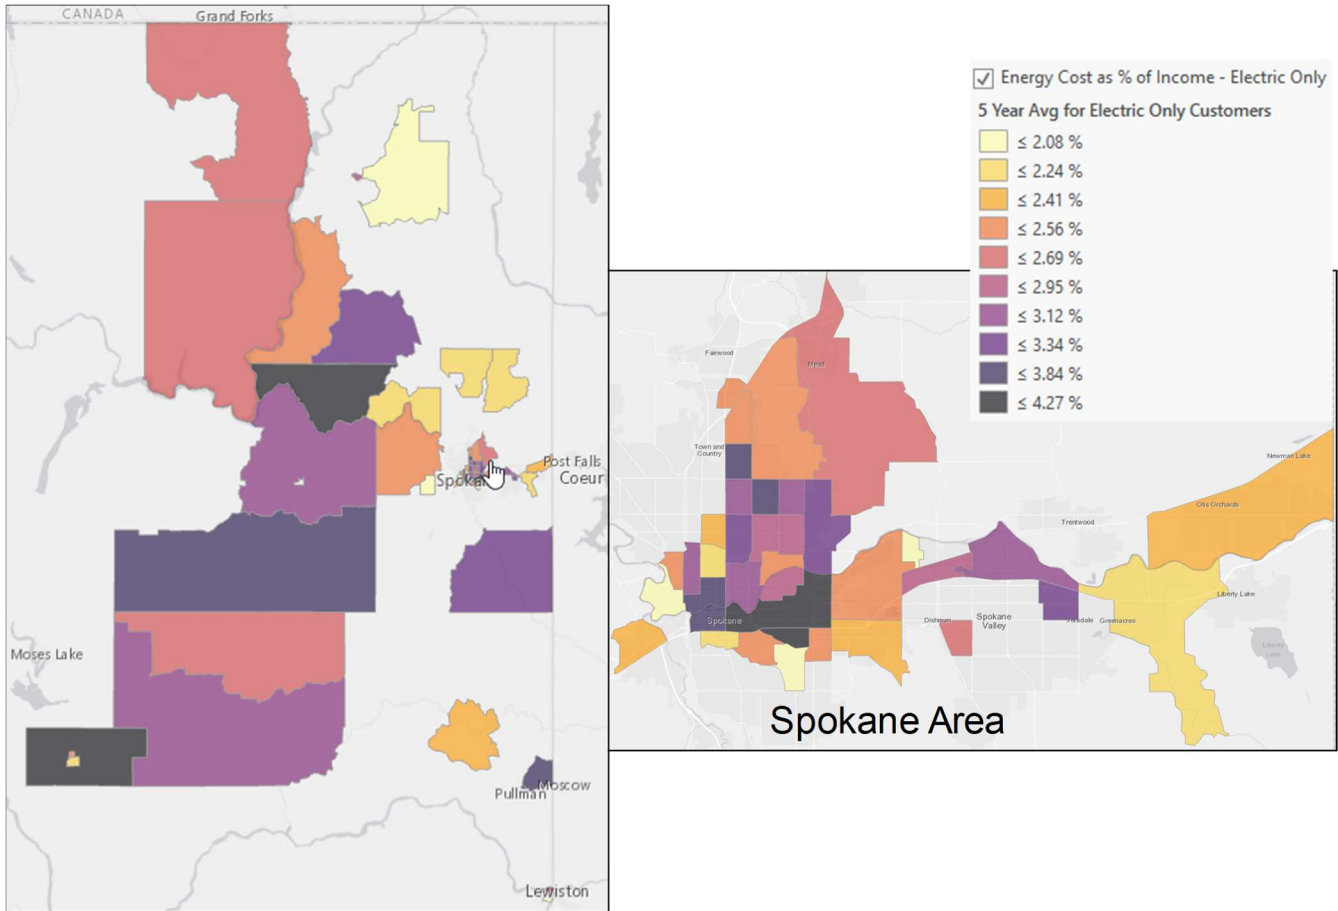 CANADA
Grand Forks
Moses Lake
Spokan
Post Falls
Coeur
Pullman
Moscow
Lewiston
Energy Cost as % of Income - Electric Only
5 Year Avg for Electric Only Customers
≤ 2.08 %
≤ 2.24 %
≤ 2.41 %
≤ 2.56 %
≤ 2.69 %
≤ 2.95 %
≤ 3.12 %
≤ 3.34 %
≤ 3.84 %
≤ 4.27 %
Fairwood
Mead
Town and
Country
Newman Lake
Otis Orchards
Trentwood
Liberty Lake
Spokane
Dishman
Spokane
Valley
Greenacres
Liberty
Lake
Spokane Area